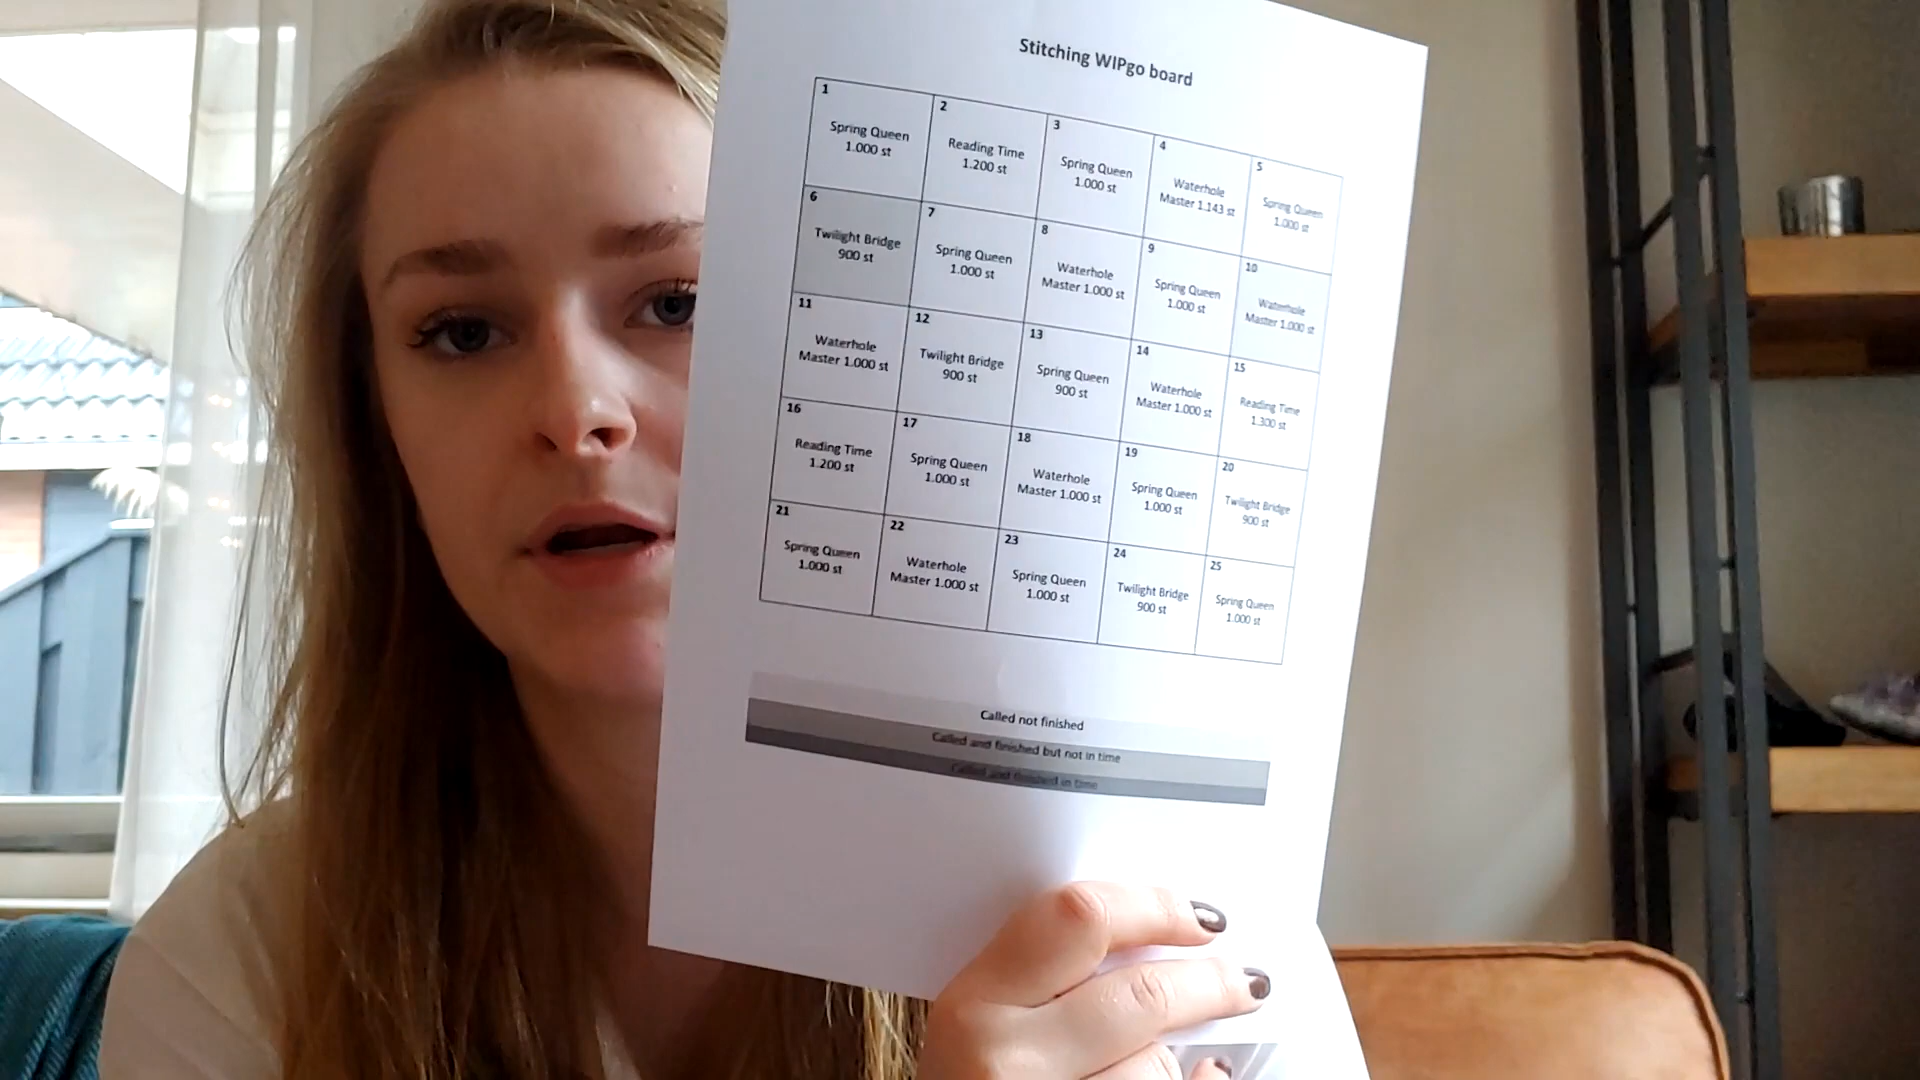 Stitching WIPgo board
1
Spring Queen
1.000 st
2
Reading Time
1.200 st
3
Spring Queen
1.000 st
4
Waterhole
Master 1.143 st
5
Spring Queen
1.000 st
6
Twilight Bridge
900 st
7
Spring Queen
1.000 st
8
Waterhole
Master 1.000 st
9
Spring Queen
1.000 st
10
Waterhole
Master 1.000 st
11
Waterhole
Master 1.000 st
12
Twilight Bridge
900 st
13
Spring Queen
900 st
14
Waterhole
Master 1.000 st
15
Reading Time
1.300 st
16
Reading Time
1.200 st
17
Spring Queen
1.000 st
18
Waterhole
Master 1.000 st
19
Spring Queen
1.000 st
20
Twilight Bridge
900 st
21
Spring Queen
1.000 st
22
Waterhole
Master 1.000 st
23
Spring Queen
1.000 st
24
Twilight Bridge
900 st
25
Spring Queen
1.000 st
Called not finished
Called and finished but not in time
Called and finished in time